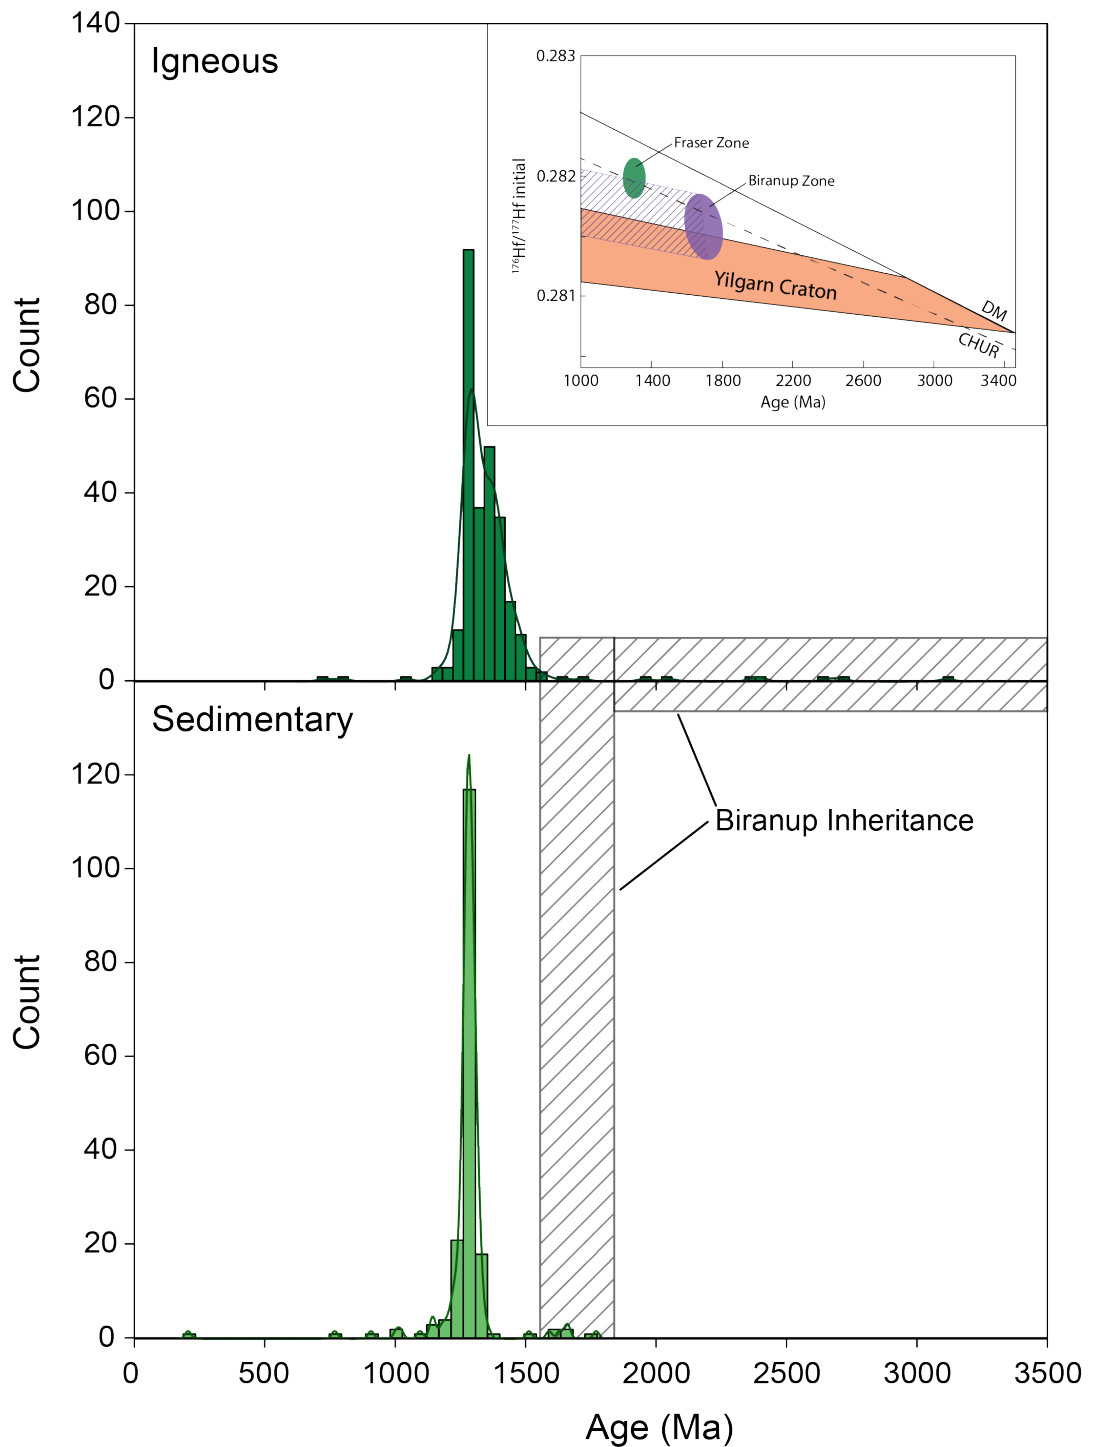 140
120
100
80
60
40
20
0
Count
Igneous
0.283
0.282
0.281
¹⁷⁶Hf/¹⁷⁷Hf initial
Fraser Zone
Biranup Zone
Yilgarn Craton
DM
CHUR
1000 1400 1800 2200 2600 3000 3400
Age (Ma)
Sedimentary
120
100
80
60
40
20
0
Count
Biranup Inheritance
0 500 1000 1500 2000 2500 3000 3500
Age (Ma)